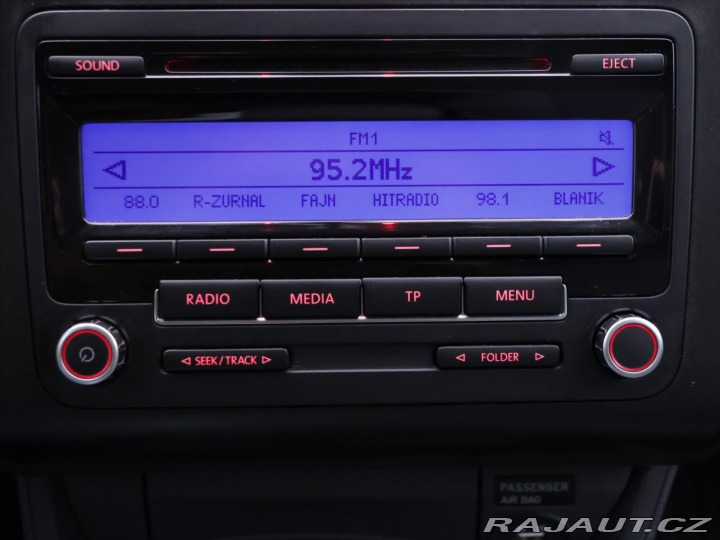 SOUND
EJECT
FM1
95.2MHz
88.0 R-ZURNAL FAJN HITRADIO 98.1 BLANIK
RADIO MEDIA TP MENU
SEEK/TRACK FOLDER
PASSENGER
AIR BAG
RAJAUT.CZ